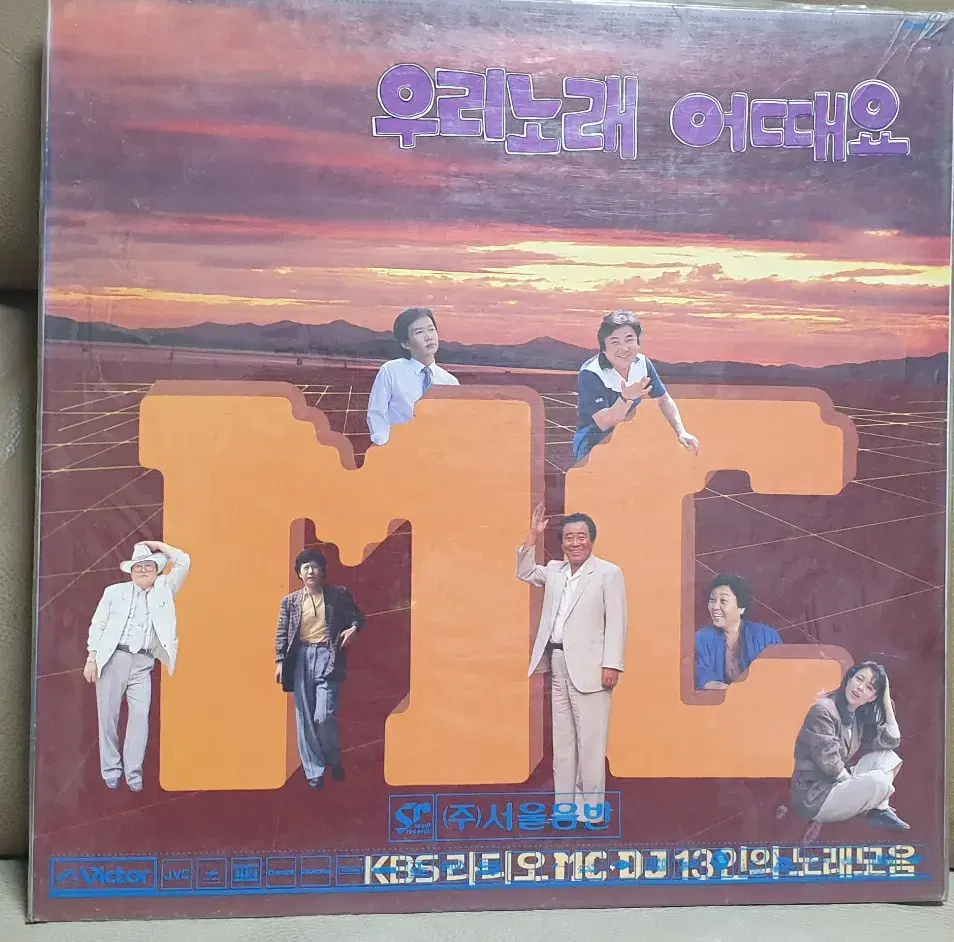 우리노래 어때요
MC
Sr (주)서울음반
Victor JVC
KBS 라디오 MC·DJ 13인의 노래모음